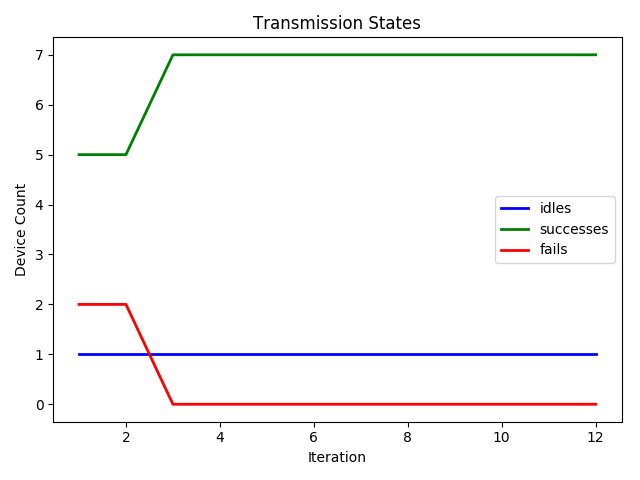 Transmission States
Device Count
7
6
5
4
3
2
1
0
idles
successes
fails
2 4 6 8 10 12
Iteration